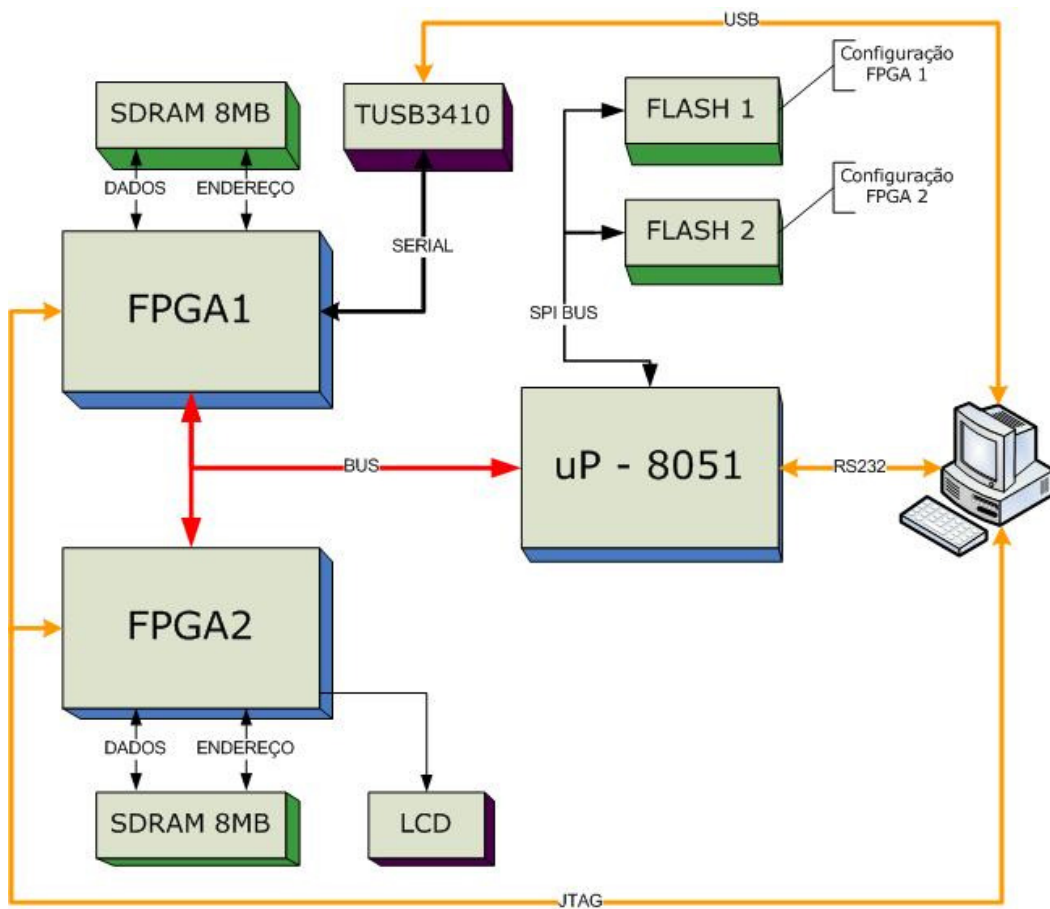 USB
Configuração
FPGA 1
SDRAM 8MB
TUSB3410
FLASH 1
DADOS
ENDEREÇO
Configuração
FPGA 2
FLASH 2
SERIAL
FPGA1
SPI BUS
BUS
uP - 8051
RS232
FPGA2
DADOS
ENDEREÇO
SDRAM 8MB
LCD
JTAG